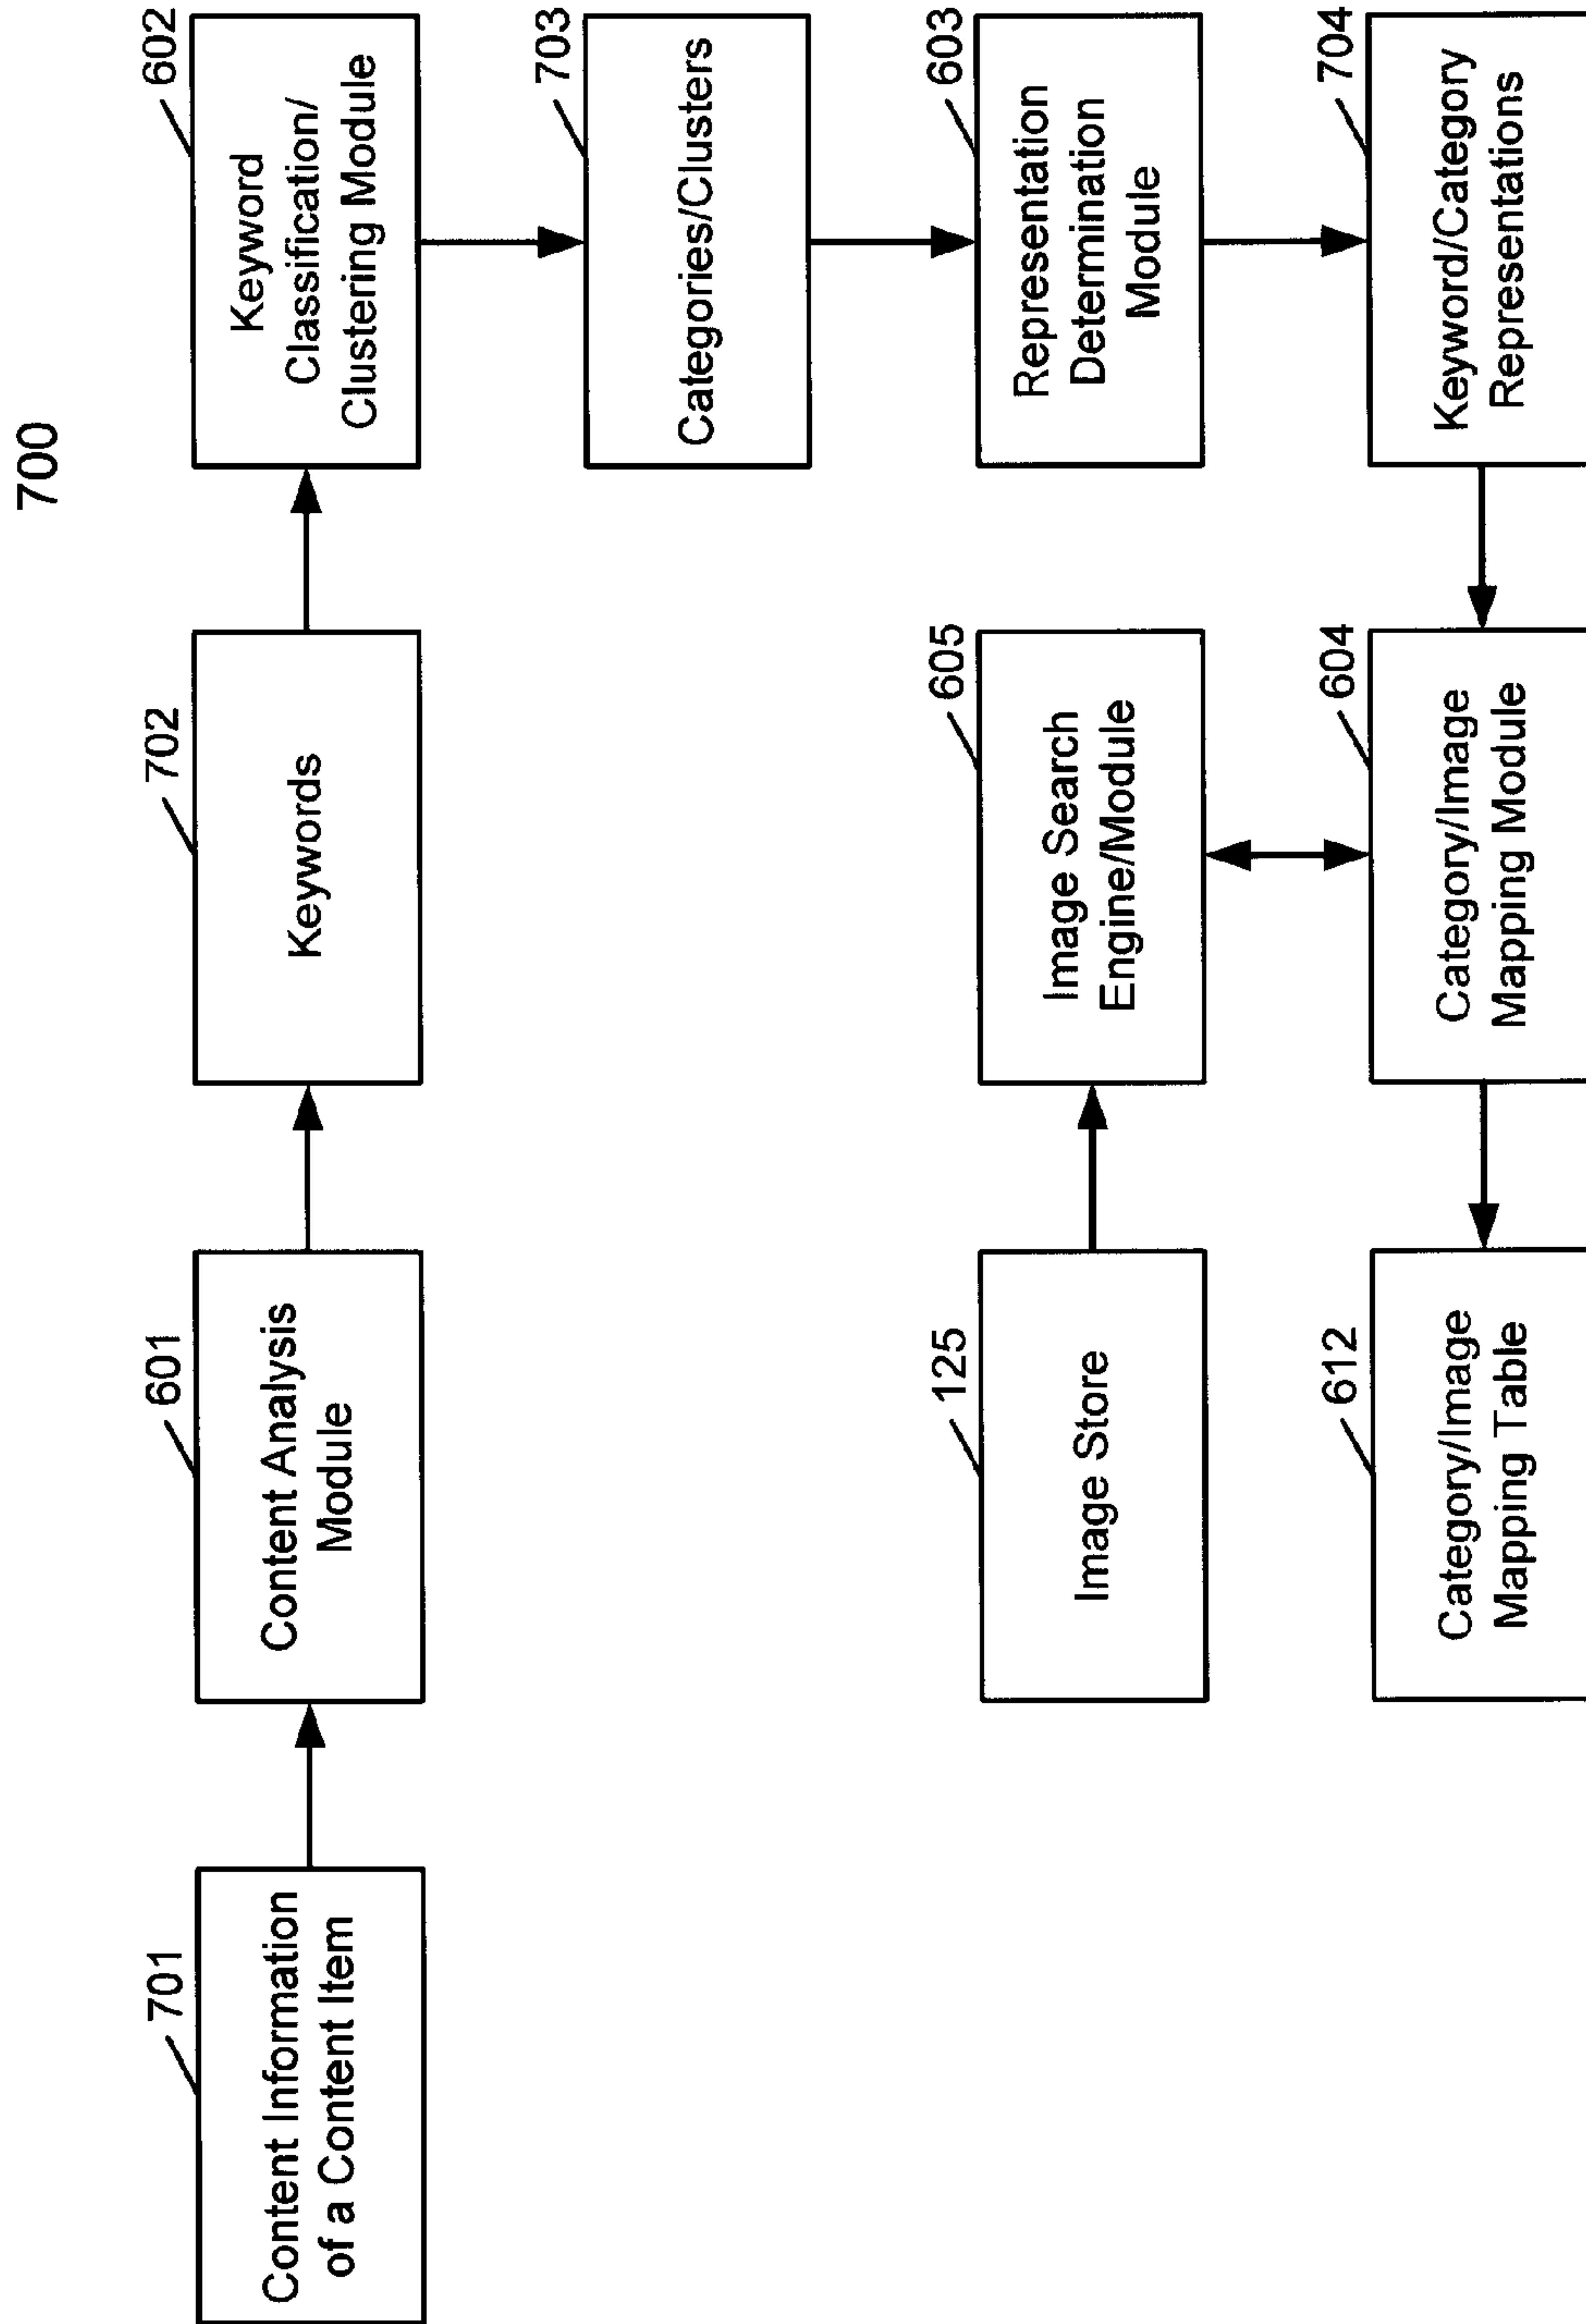 700
701
Content Information
of a Content Item
601
Content Analysis
Module
702
Keywords
602
Keyword
Classification/
Clustering Module
703
Categories/Clusters
125
Image Store
605
Image Search
Engine/Module
603
Representation
Determination
Module
612
Category/Image
Mapping Table
604
Category/Image
Mapping Module
704
Keyword/Category
Representations